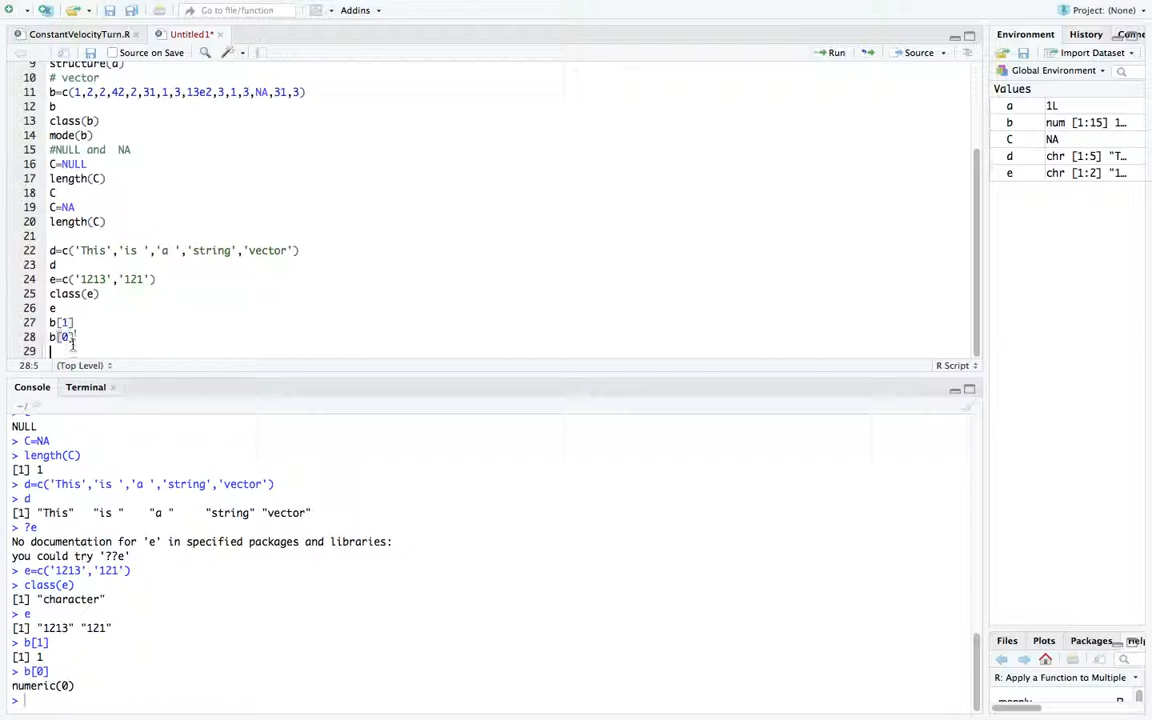 Go to file/function
Addins
Project: (None)
ConstantVelocityTurn.R
Untitled1*
Source on Save
Run
Source
9 structure(a)
10 # vector
11 b=c(1,2,2,42,2,31,1,3,13e2,3,1,3,NA,31,3)
12 b
13 class(b)
14 mode(b)
15 #NULL and  NA
16 C=NULL
17 length(C)
18 C
19 C=NA
20 length(C)
21
22 d=c('This','is ','a ','string','vector')
23 d
24 e=c('1213','121')
25 class(e)
26 e
27 b[1]
28 b[0]
29
28:5
(Top Level)
R Script
Console
Terminal
~/
NULL
> C=NA
> length(C)
[1] 1
> d=c('This','is ','a ','string','vector')
> d
[1] "This"   "is "    "a "     "string" "vector"
> ?e
No documentation for 'e' in specified packages and libraries:
you could try '??e'
> e=c('1213','121')
> class(e)
[1] "character"
> e
[1] "1213" "121"
> b[1]
[1] 1
> b[0]
numeric(0)
>
Environment
History
Import Dataset
Global Environment
Values
a 1L
b num [1:15] 1…
C NA
d chr [1:5] "T…
e chr [1:2] "1…
Files
Plots
Packages
R: Apply a Function to Multiple